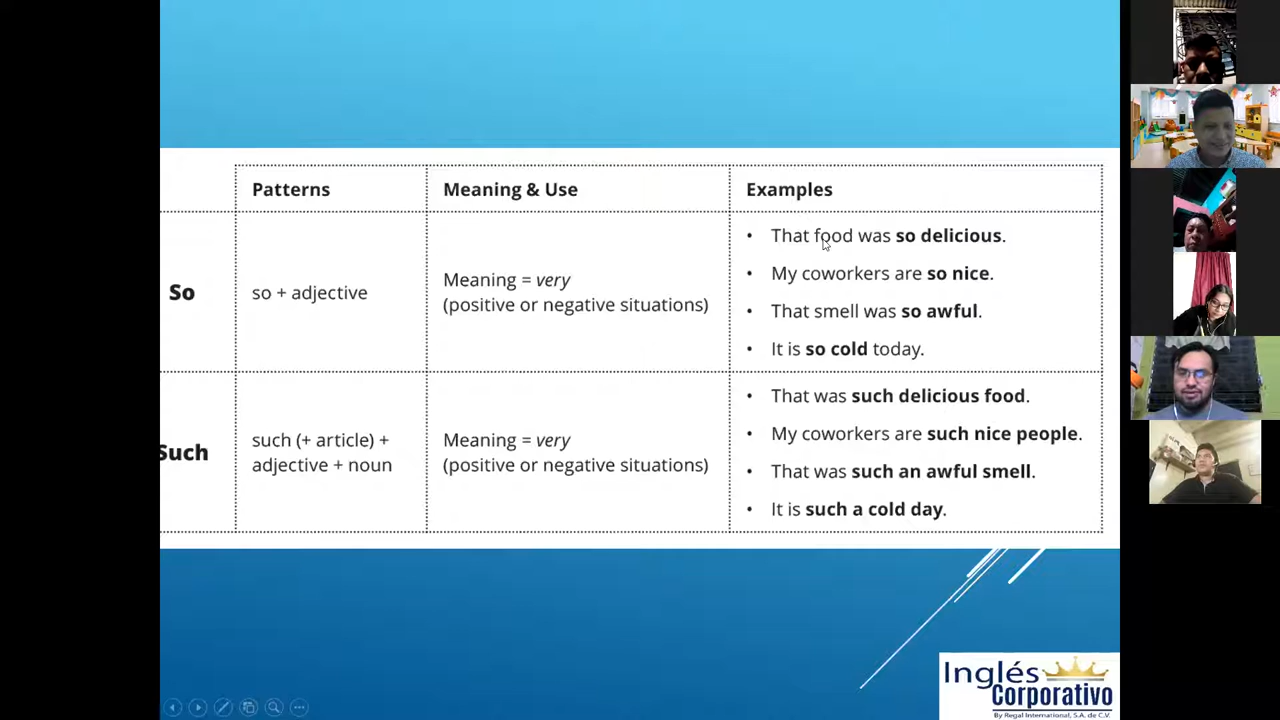 Patterns
Meaning & Use
Examples
So
so + adjective
Meaning = very
(positive or negative situations)
• That food was so delicious.
• My coworkers are so nice.
• That smell was so awful.
• It is so cold today.
Such
such (+ article) +
adjective + noun
Meaning = very
(positive or negative situations)
• That was such delicious food.
• My coworkers are such nice people.
• That was such an awful smell.
• It is such a cold day.
Inglés
Corporativo
By Regal International, S.A. de C.V.